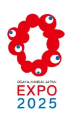 OSAKA, KANSAI, JAPAN
EXPO
2025